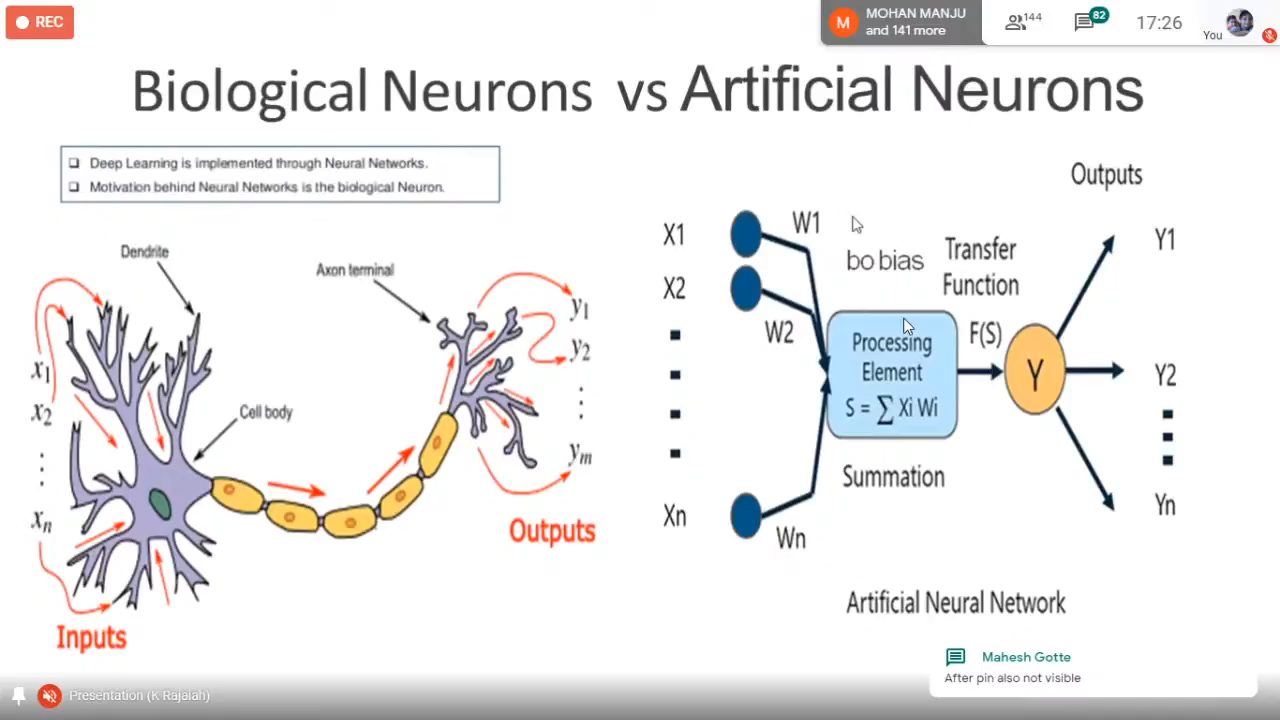 REC
MOHAN MANJU
and 141 more
M
144
82
17:26
You
Biological Neurons vs Artificial Neurons
Deep Learning is implemented through Neural Networks.
Motivation behind Neural Networks is the biological Neuron.
Dendrite
Axon terminal
Cell body
x1
x2
xn
Inputs
y1
y2
ym
Outputs
Outputs
X1
X2
Xn
W1
W2
Wn
bo bias
Transfer
Function
F(S)
Processing
Element
S = ∑ Xi Wi
Summation
Y
Y1
Y2
Yn
Artificial Neural Network
Mahesh Gotte
After pin also not visible
Presentation (K Rajaiah)